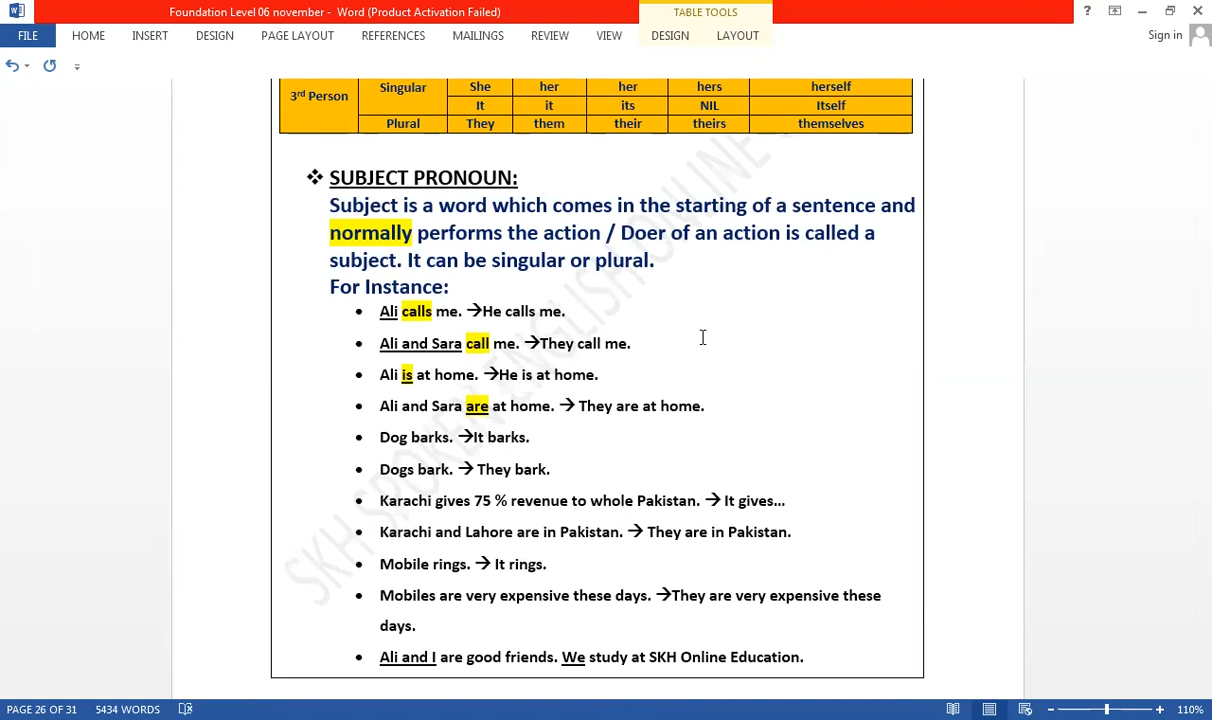 Foundation Level 06 november - Word (Product Activation Failed)
TABLE TOOLS
?
FILE HOME INSERT DESIGN PAGE LAYOUT REFERENCES MAILINGS REVIEW VIEW DESIGN LAYOUT Sign in
3rd Person Singular She her her hers herself
It it its NIL Itself
Plural They them their theirs themselves
❖ SUBJECT PRONOUN:
Subject is a word which comes in the starting of a sentence and
normally performs the action / Doer of an action is called a
subject. It can be singular or plural.
For Instance:
• Ali calls me. →He calls me.
• Ali and Sara call me. →They call me.
• Ali is at home. →He is at home.
• Ali and Sara are at home. → They are at home.
• Dog barks. →It barks.
• Dogs bark. → They bark.
• Karachi gives 75 % revenue to whole Pakistan. → It gives...
• Karachi and Lahore are in Pakistan. → They are in Pakistan.
• Mobile rings. → It rings.
• Mobiles are very expensive these days. →They are very expensive these
days.
• Ali and I are good friends. We study at SKH Online Education.
SKH SPOKEN ENGLISH ONLINE
PAGE 26 OF 31 5434 WORDS 110%